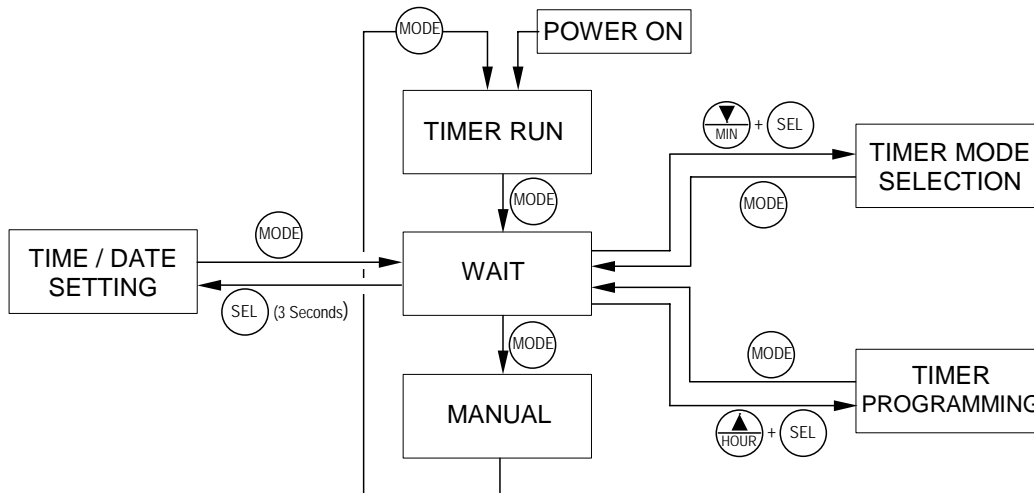 MODE
POWER ON
TIMER RUN
MIN
+
SEL
TIMER MODE
SELECTION
MODE
MODE
MODE
TIME / DATE
SETTING
WAIT
SEL (3 Seconds)
MODE
MODE
MANUAL
TIMER
PROGRAMMING
HOUR
+
SEL